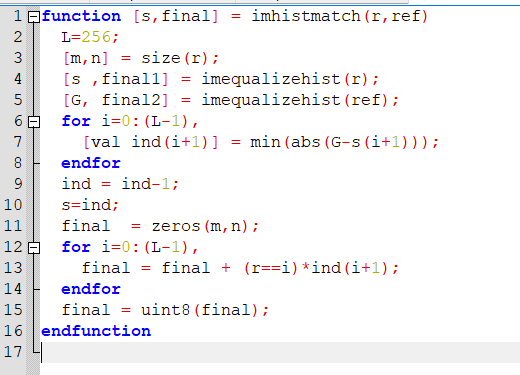 1 function [s,final] = imhistmatch(r,ref)
2 L=256;
3 [m,n] = size(r);
4 [s ,final1] = imequalizehist(r);
5 [G, final2] = imequalizehist(ref);
6 for i=0:(L-1),
7 [val ind(i+1)] = min(abs(G-s(i+1)));
8 endfor
9 ind = ind-1;
10 s=ind;
11 final  = zeros(m,n);
12 for i=0:(L-1),
13 final = final + (r==i)*ind(i+1);
14 endfor
15 final = uint8(final);
16 endfunction
17